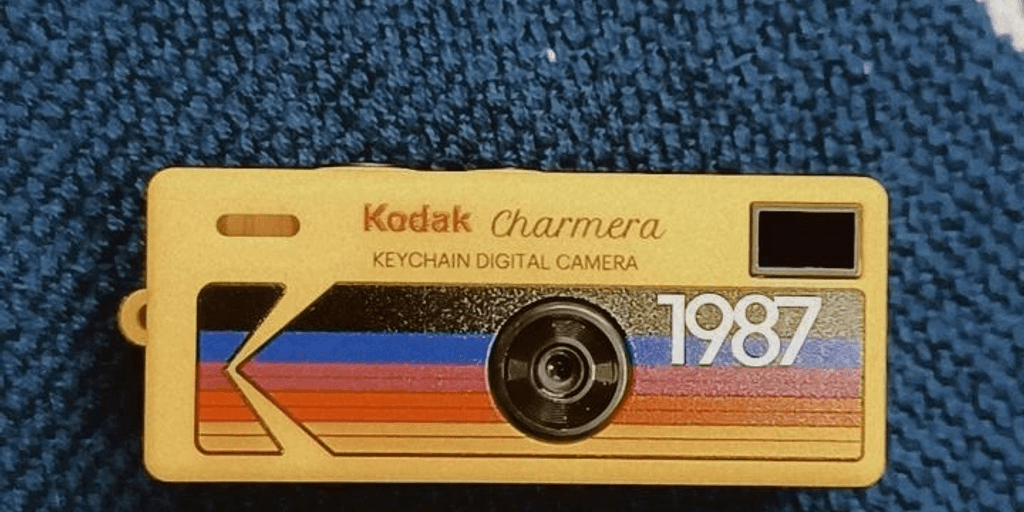 Kodak Charmera
KEYCHAIN DIGITAL CAMERA
1987